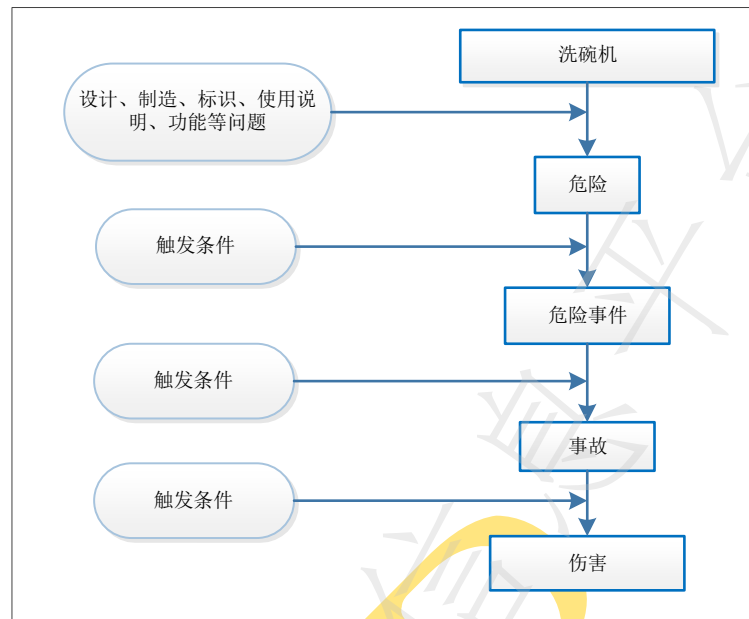 洗碗机
设计、制造、标识、使用说
明、功能等问题
危险
触发条件
危险事件
触发条件
事故
触发条件
伤害